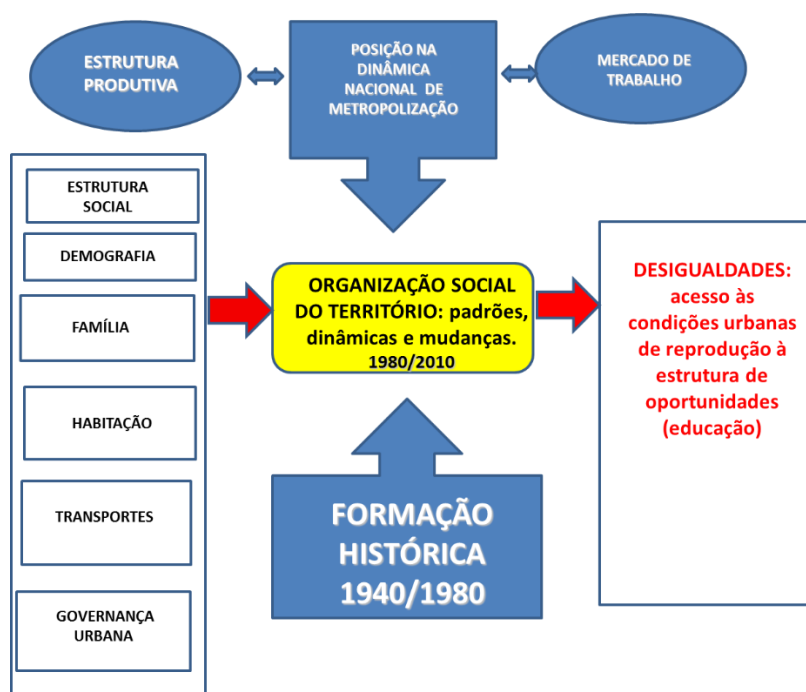 ESTRUTURA
PRODUTIVA
POSIÇÃO NA
DINÂMICA
NACIONAL DE
METROPOLIZAÇÃO
MERCADO DE
TRABALHO
ESTRUTURA
SOCIAL
DEMOGRAFIA
FAMÍLIA
HABITAÇÃO
TRANSPORTES
GOVERNANÇA
URBANA
ORGANIZAÇÃO SOCIAL
DO TERRITÓRIO: padrões,
dinâmicas e mudanças.
1980/2010
FORMAÇÃO
HISTÓRICA
1940/1980
DESIGUALDADES:
acesso às
condições urbanas
de reprodução à
estrutura de
oportunidades
(educação)